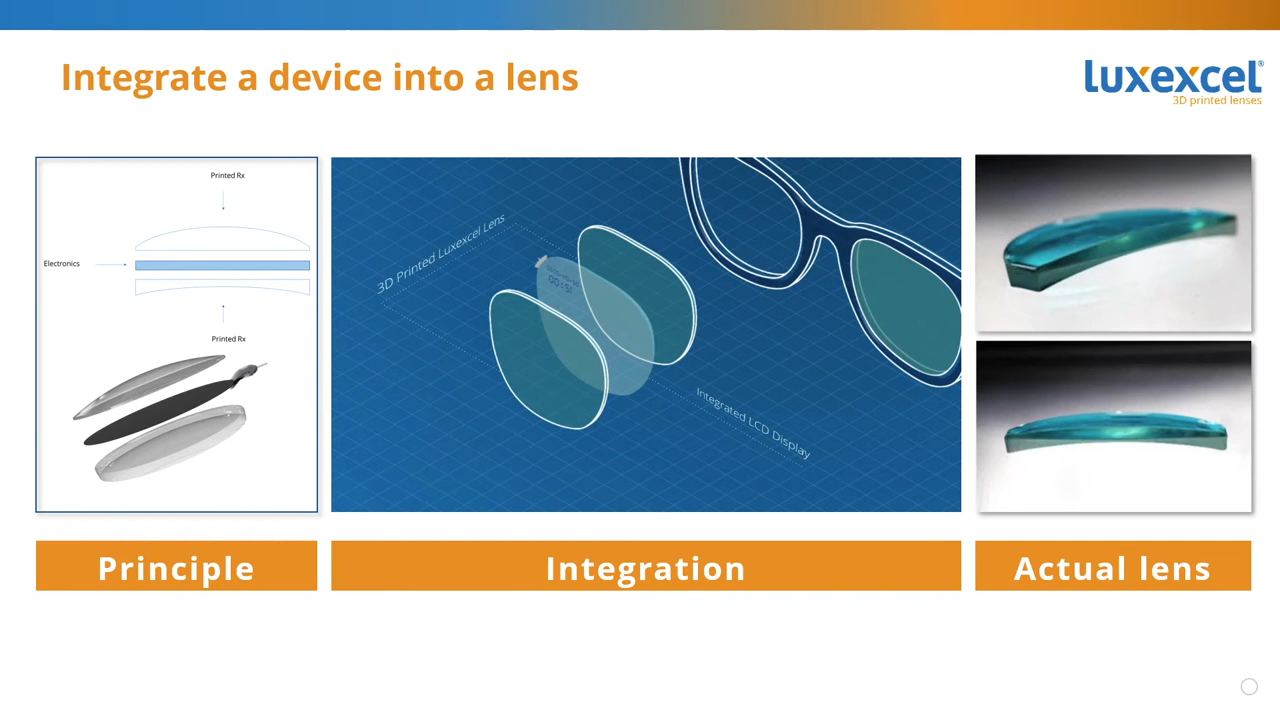 Integrate a device into a lens
luxexcel®
3D printed lenses
Printed Rx
Electronics
Printed Rx
3D Printed Luxexcel Lens
Integrated LCD Display
Principle
Integration
Actual lens